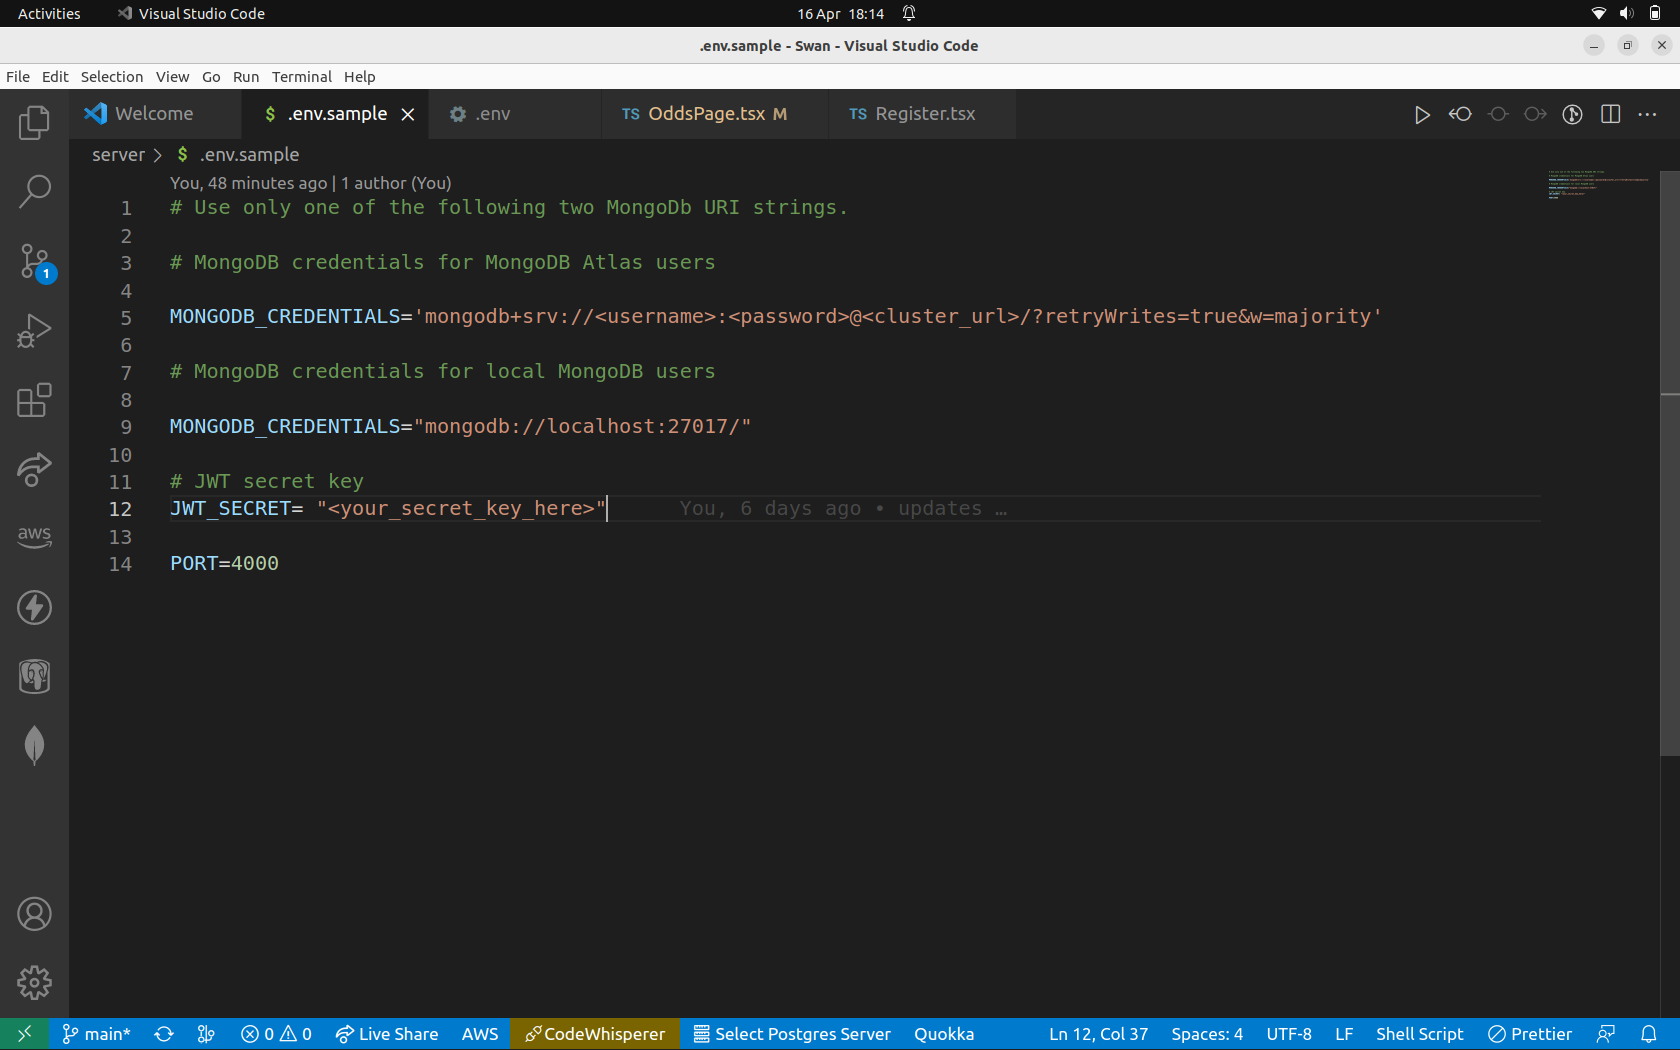 Activities Visual Studio Code 16 Apr 18:14
.env.sample - Swan - Visual Studio Code
File Edit Selection View Go Run Terminal Help
Welcome $ .env.sample .env TS OddsPage.tsx M TS Register.tsx
server > $ .env.sample
You, 48 minutes ago | 1 author (You)
1 # Use only one of the following two MongoDb URI strings.
2
3 # MongoDB credentials for MongoDB Atlas users
4
5 MONGODB_CREDENTIALS='mongodb+srv://<username>:<password>@<cluster_url>/?retryWrites=true&w=majority'
6
7 # MongoDB credentials for local MongoDB users
8
9 MONGODB_CREDENTIALS="mongodb://localhost:27017/"
10
11 # JWT secret key
12 JWT_SECRET= "<your_secret_key_here>" You, 6 days ago • updates …
13
14 PORT=4000
1
aws
main* 0 0 Live Share AWS CodeWhisperer Select Postgres Server Quokka Ln 12, Col 37 Spaces: 4 UTF-8 LF Shell Script Prettier